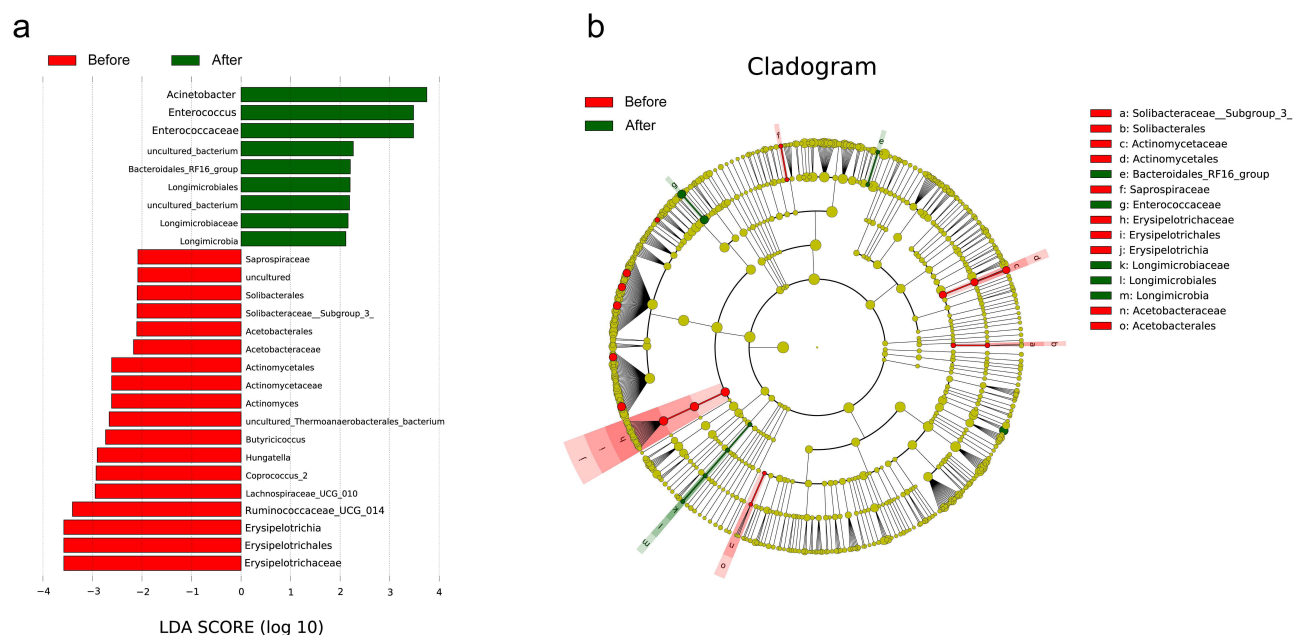 a
Before
After
Acinetobacter
Enterococcus
Enterococcaceae
uncultured_bacterium
Bacteroidales_RF16_group
Longimicrobiales
uncultured_bacterium
Longimicrobiaceae
Longimicrobia
Saprospiraceae
uncultured
Solibacterales
Solibacteraceae__Subgroup_3_
Acetobacterales
Acetobacteraceae
Actinomycetales
Actinomycetaceae
Actinomyces
uncultured_Thermoanaerobacterales_bacterium
Butyricicoccus
Hungatella
Coprococcus_2
Lachnospiraceae_UCG_010
Ruminococcaceae_UCG_014
Erysipelotrichia
Erysipelotrichales
Erysipelotrichaceae
−4 −3 −2 −1 0 1 2 3 4
LDA SCORE (log 10)
b
Cladogram
Before
After
f
e
g
d
c
a
b
h
i
j
k
l
m
n
o
a: Solibacteraceae__Subgroup_3_
b: Solibacterales
c: Actinomycetaceae
d: Actinomycetales
e: Bacteroidales_RF16_group
f: Saprospiraceae
g: Enterococcaceae
h: Erysipelotrichaceae
i: Erysipelotrichales
j: Erysipelotrichia
k: Longimicrobiaceae
l: Longimicrobiales
m: Longimicrobia
n: Acetobacteraceae
o: Acetobacterales